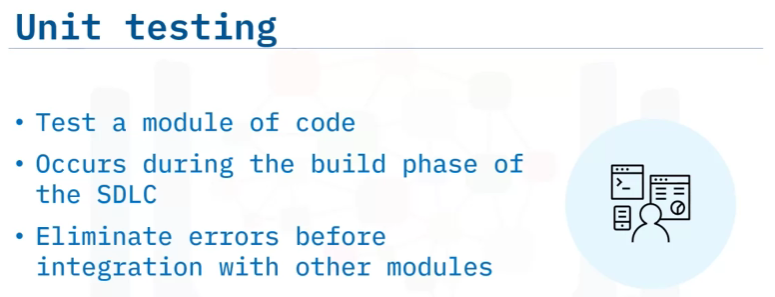 Unit testing
• Test a module of code
• Occurs during the build phase of
the SDLC
• Eliminate errors before
integration with other modules